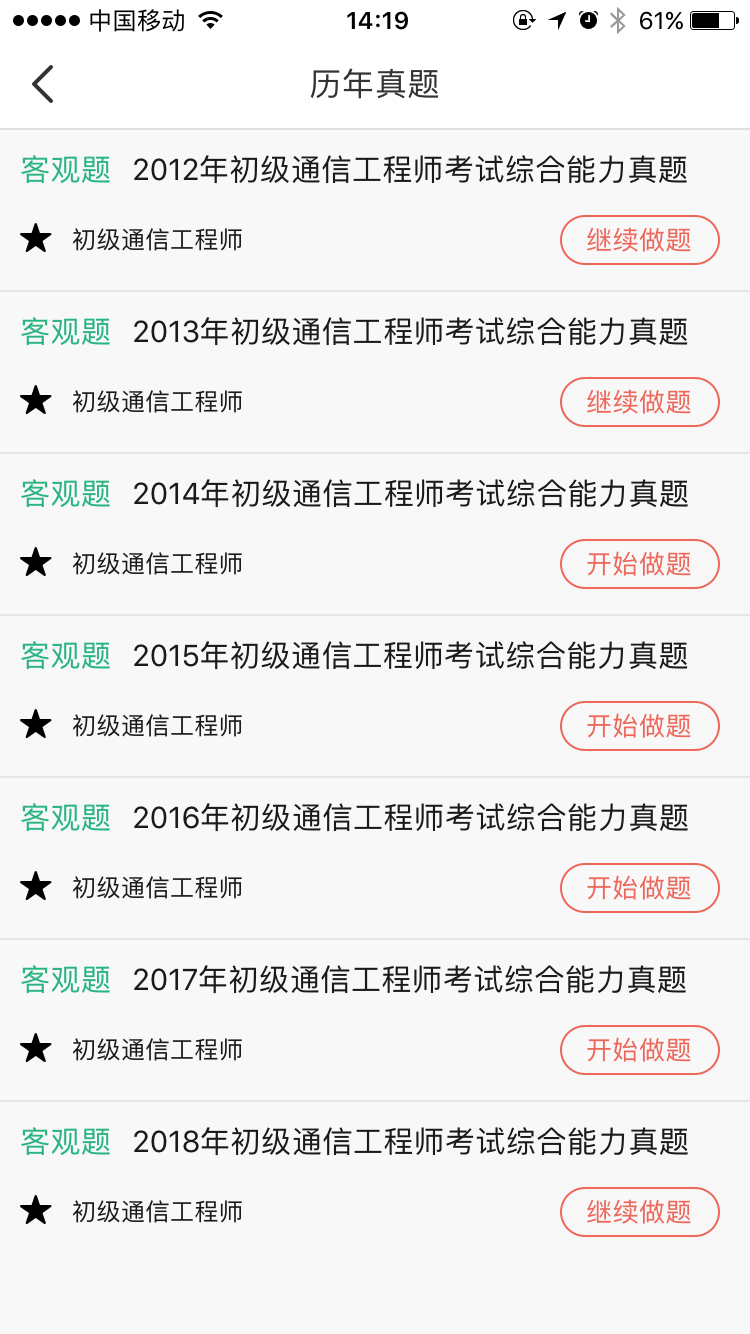 中国移动 14:19 61%
历年真题
客观题 2012年初级通信工程师考试综合能力真题
初级通信工程师 继续做题
客观题 2013年初级通信工程师考试综合能力真题
初级通信工程师 继续做题
客观题 2014年初级通信工程师考试综合能力真题
初级通信工程师 开始做题
客观题 2015年初级通信工程师考试综合能力真题
初级通信工程师 开始做题
客观题 2016年初级通信工程师考试综合能力真题
初级通信工程师 开始做题
客观题 2017年初级通信工程师考试综合能力真题
初级通信工程师 开始做题
客观题 2018年初级通信工程师考试综合能力真题
初级通信工程师 继续做题